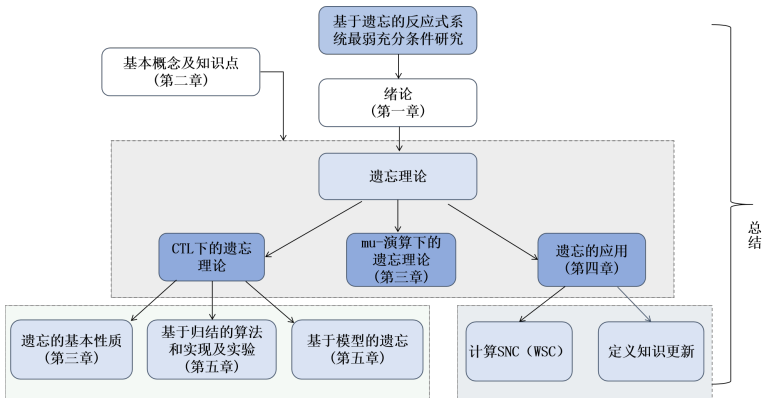 基于遗忘的反应式系
统最弱充分条件研究
基本概念及知识点
(第二章)
绪论
(第一章)
遗忘理论
CTL下的遗忘
理论
mu-演算下的
遗忘理论
(第三章)
遗忘的应用
(第四章)
总结
遗忘的基本性质
(第三章)
基于归结的算法
和实现及实验
(第五章)
基于模型的遗忘
(第五章)
计算SNC（WSC）
定义知识更新